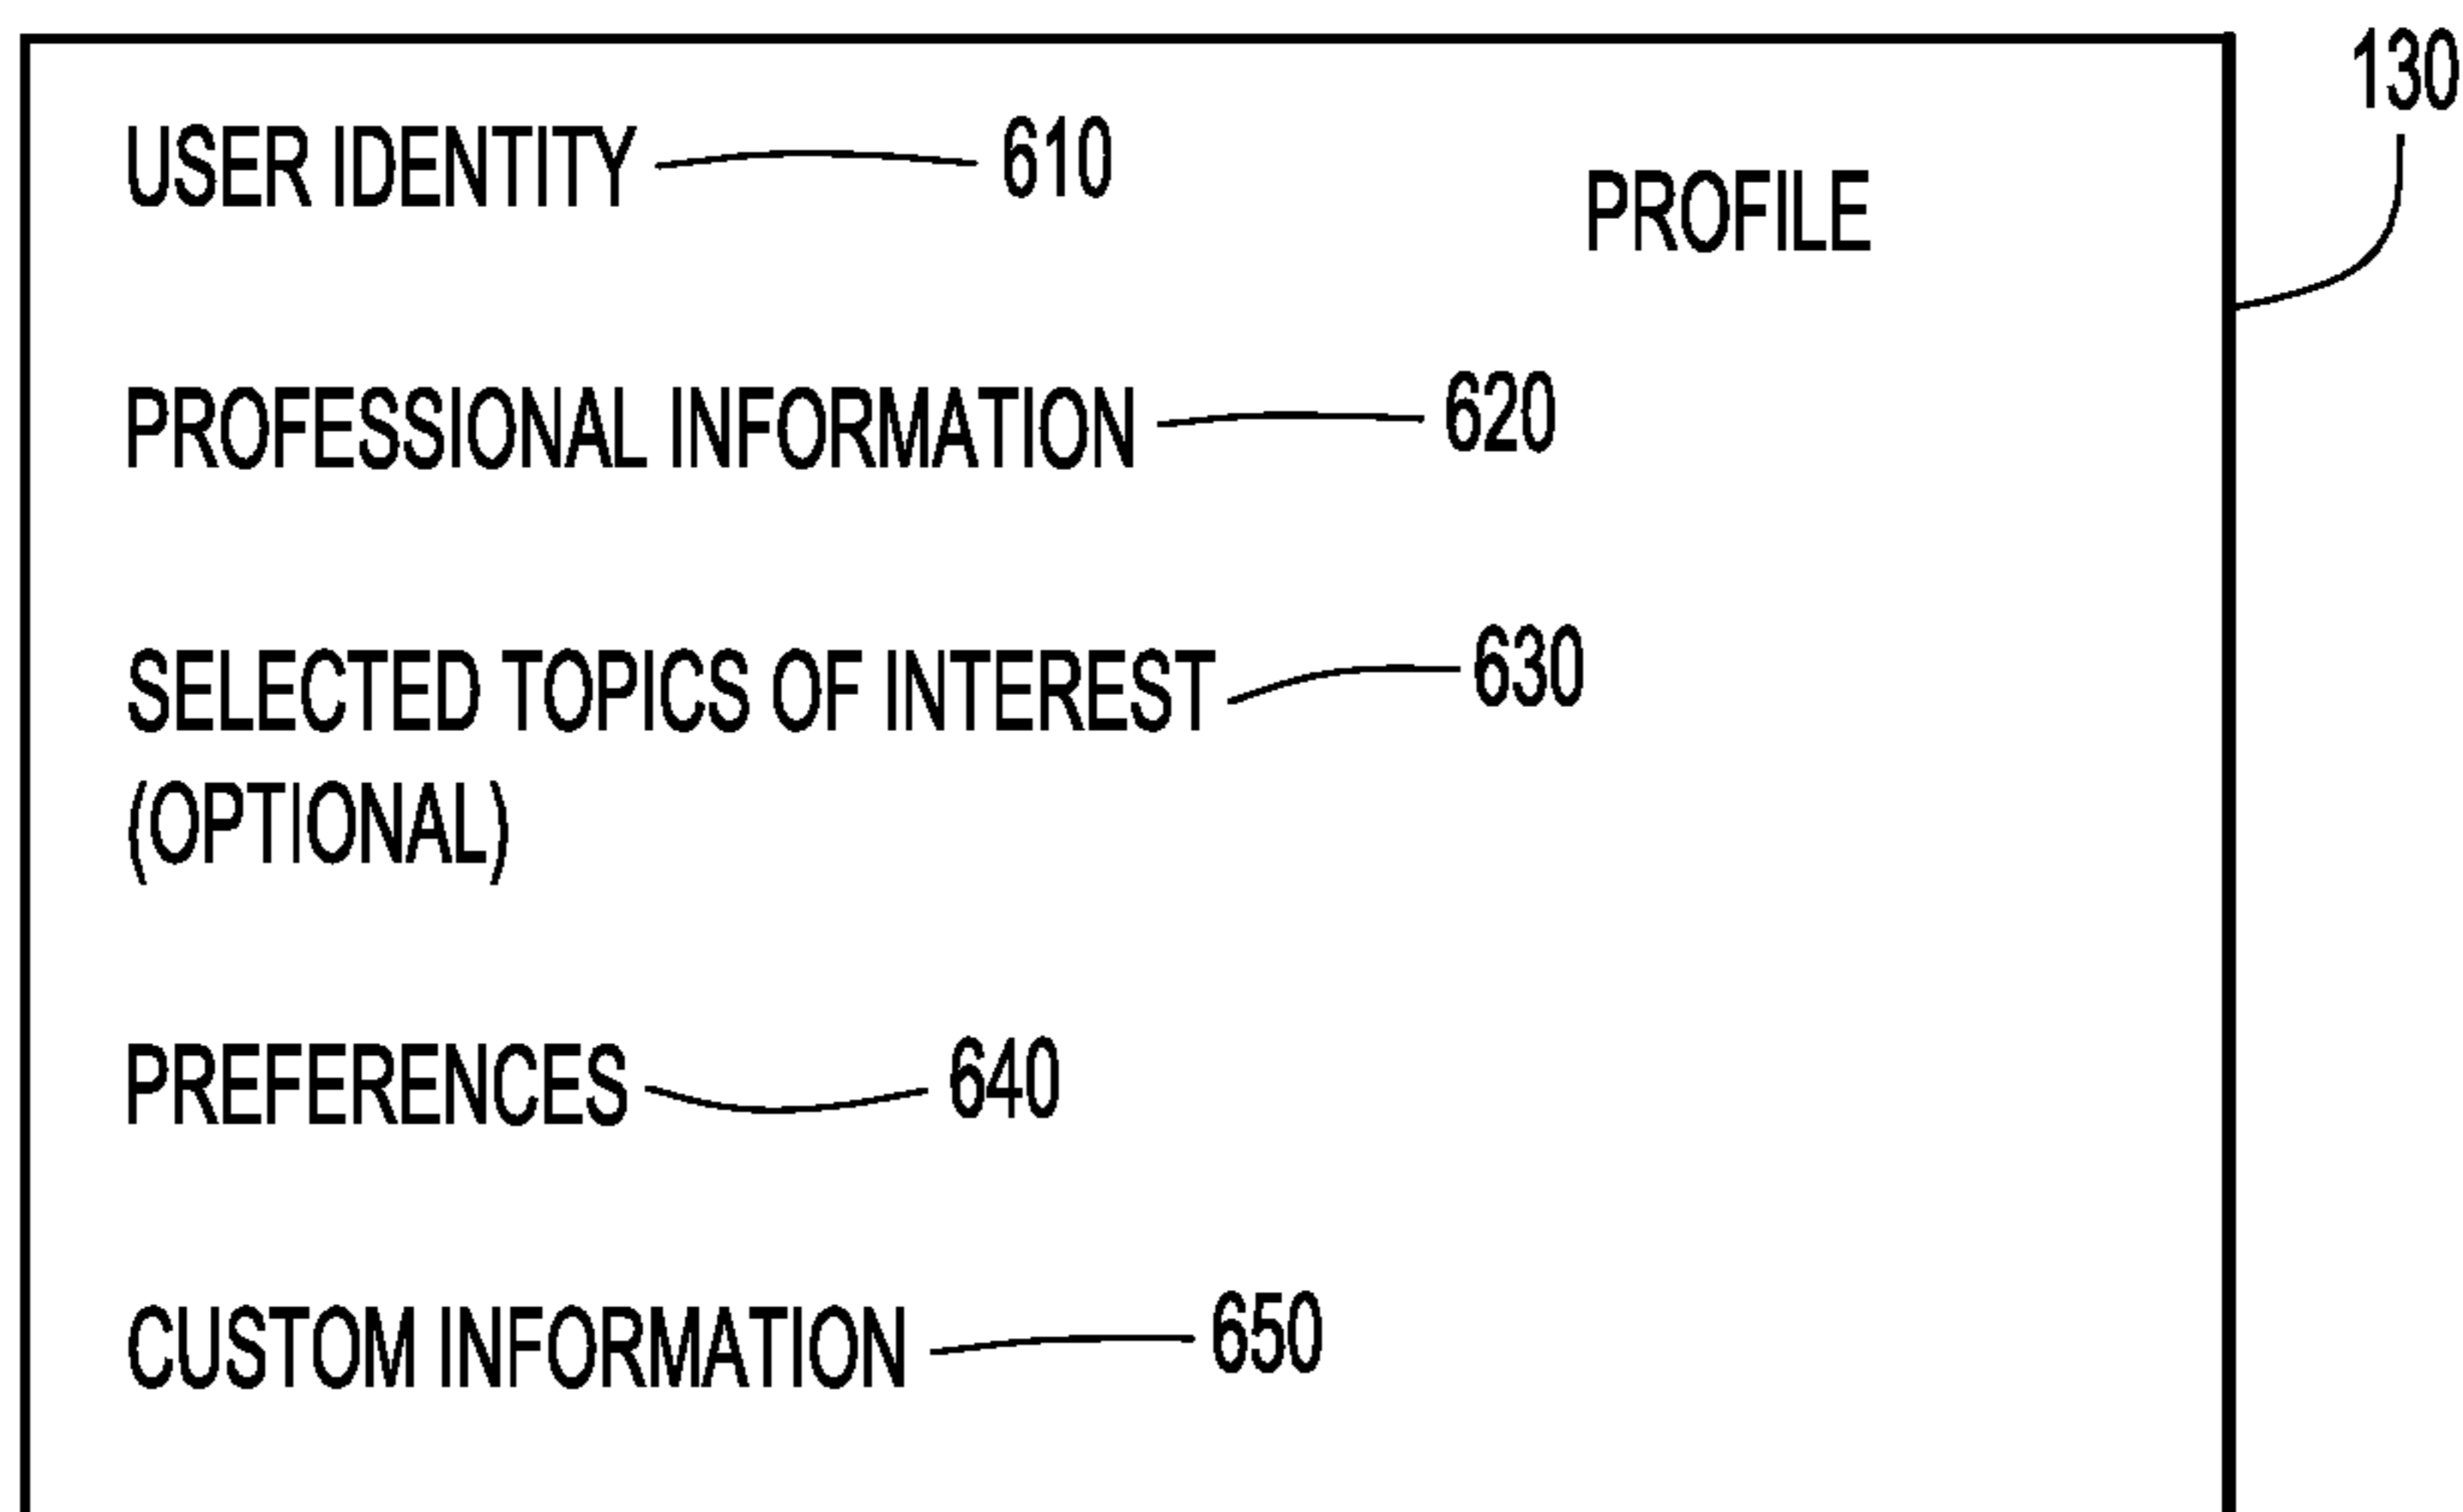 130
USER IDENTITY 610
PROFILE
PROFESSIONAL INFORMATION 620
SELECTED TOPICS OF INTEREST 630
(OPTIONAL)
PREFERENCES 640
CUSTOM INFORMATION 650